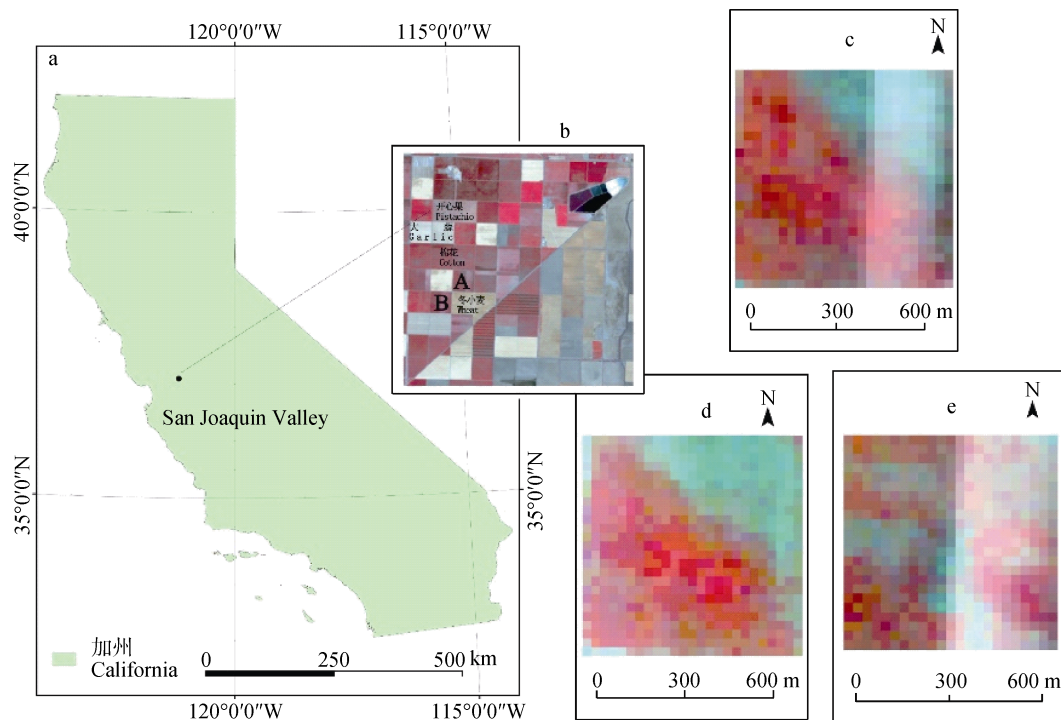 120°0′0″W
115°0′0″W
a
40°0′0″N
35°0′0″N
San Joaquin Valley
加州
California
0
250
500 km
120°0′0″W
115°0′0″W
35°0′0″N
b
开心果
Pistachio
大 蒜
Garlic
棉花
Cotton
A
B
冬小麦
Wheat
c
N
0
300
600 m
d
N
0
300
600 m
e
N
0
300
600 m